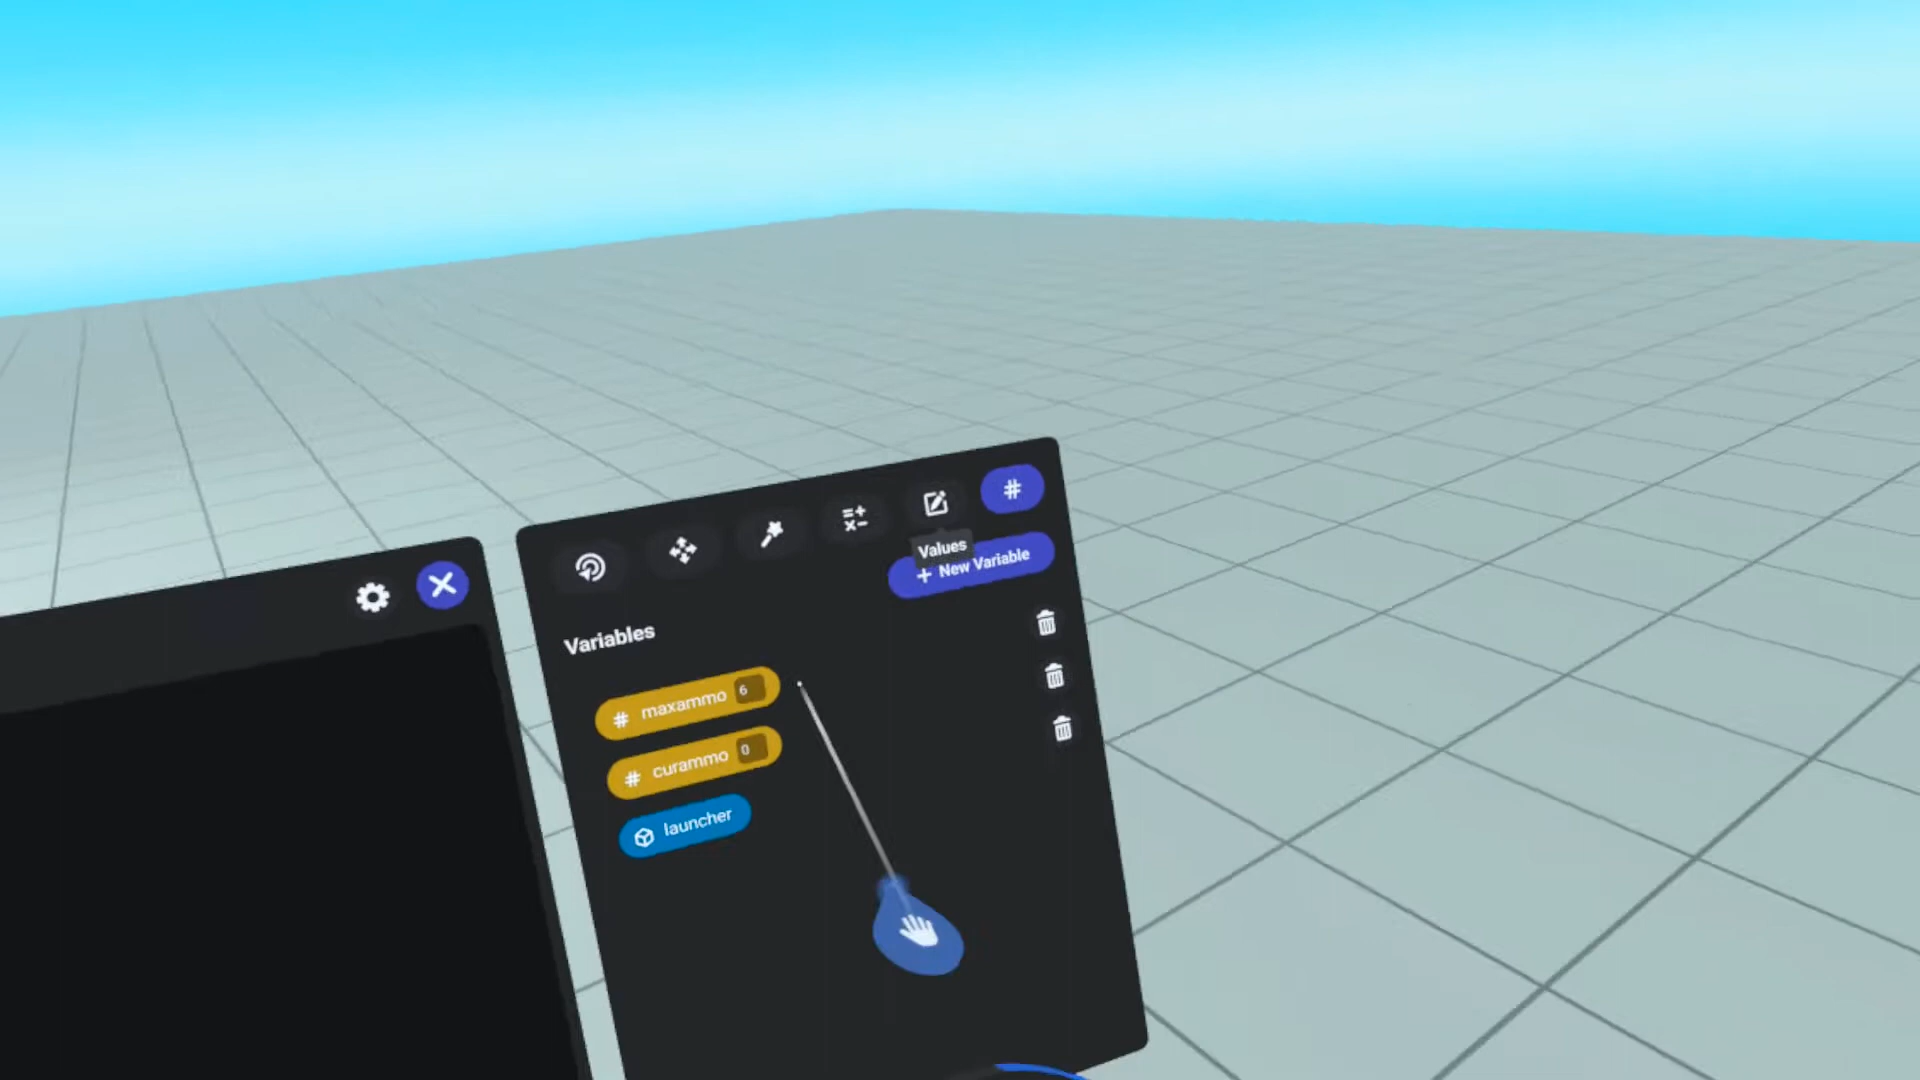 Values
+ New Variable
Variables
# maxammo 6
# curammo 0
launcher